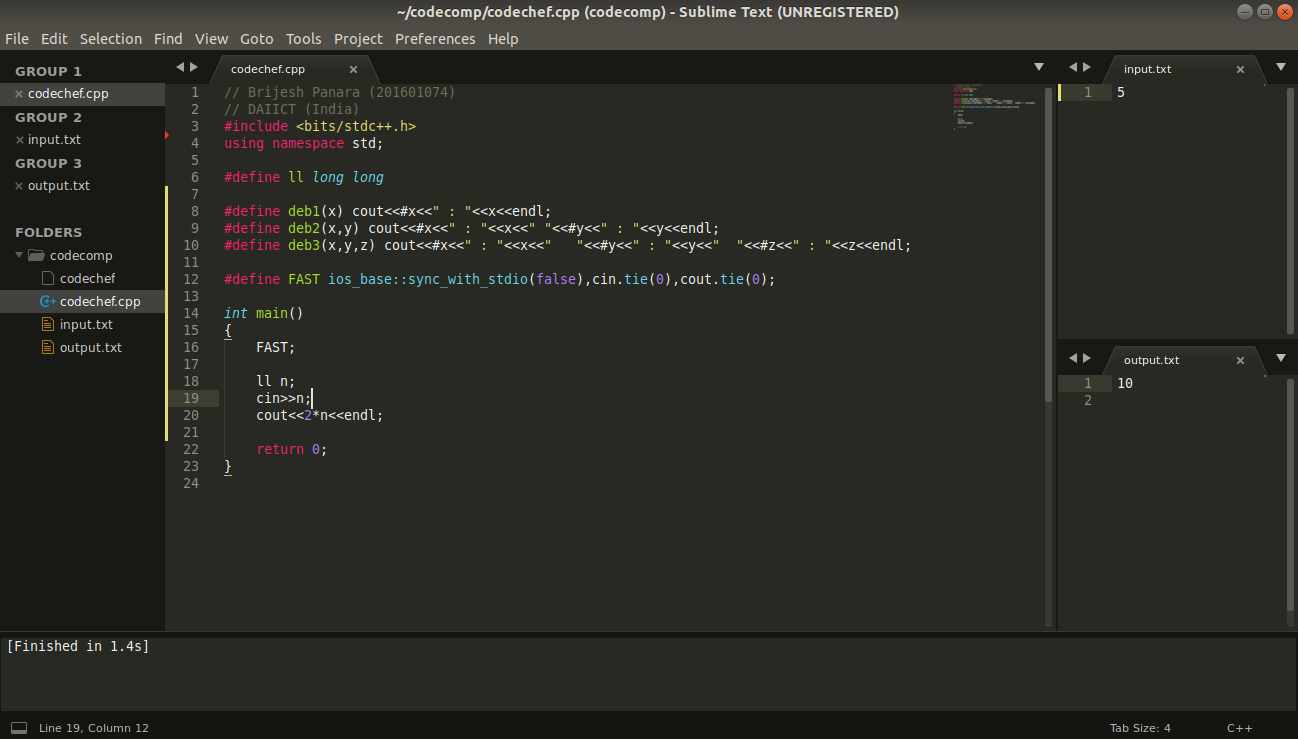 ~/codecomp/codechef.cpp (codecomp) - Sublime Text (UNREGISTERED)
File Edit Selection Find View Goto Tools Project Preferences Help
GROUP 1
codechef.cpp
GROUP 2
input.txt
GROUP 3
output.txt
FOLDERS
codecomp
codechef
codechef.cpp
input.txt
output.txt
codechef.cpp
1 // Brijesh Panara (201601074)
2 // DAIICT (India)
3 #include <bits/stdc++.h>
4 using namespace std;
5
6 #define ll long long
7
8 #define deb1(x) cout<<#x<<" : "<<x<<endl;
9 #define deb2(x,y) cout<<#x<<" : "<<x<<" "<<#y<<" : "<<y<<endl;
10 #define deb3(x,y,z) cout<<#x<<" : "<<x<<"   "<<#y<<" : "<<y<<"  "<<#z<<" : "<<z<<endl;
11
12 #define FAST ios_base::sync_with_stdio(false),cin.tie(0),cout.tie(0);
13
14 int main()
15 {
16     FAST;
17
18     ll n;
19     cin>>n;
20     cout<<2*n<<endl;
21
22     return 0;
23 }
24
input.txt
1 5
output.txt
1 10
2
[Finished in 1.4s]
Line 19, Column 12
Tab Size: 4
C++